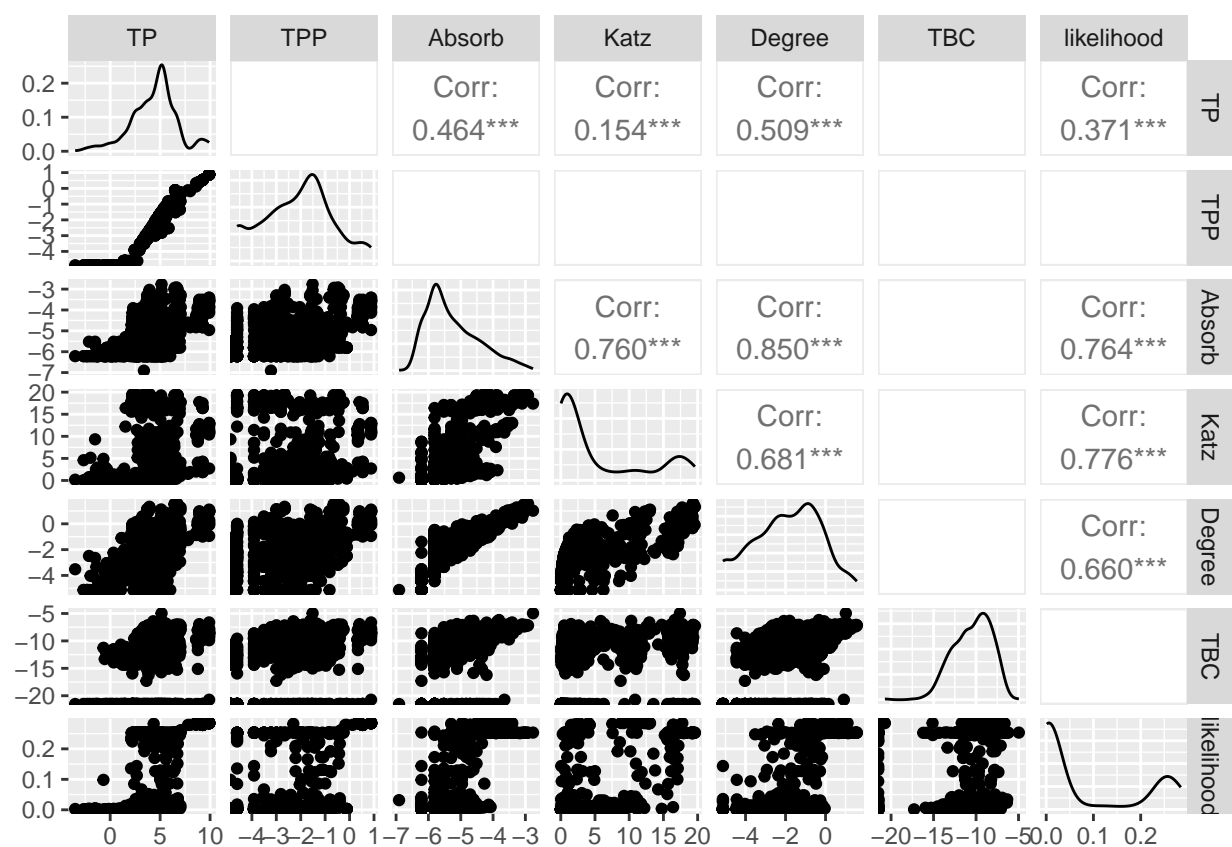 TP TPP Absorb Katz Degree TBC likelihood
Corr: Corr: Corr: Corr:
0.464*** 0.154*** 0.509*** 0.371***
TP
0.2
0.1
0.0
TPP
1
0
−1
−2
−3
−4
Corr: Corr: Corr:
0.760*** 0.850*** 0.764***
Absorb
−3
−4
−5
−6
−7
Corr: Corr:
0.681*** 0.776***
Katz
20
15
10
5
0
Corr:
0.660***
Degree
0
−2
−4
TBC
−5
−10
−15
−20
likelihood
0.2
0.1
0.0
0 5 10 −4 −3 −2 −1 0 1 −7 −6 −5 −4 −3 0 5 10 15 20 −4 −2 0 −20 −15 −10 −5 0.0 0.1 0.2